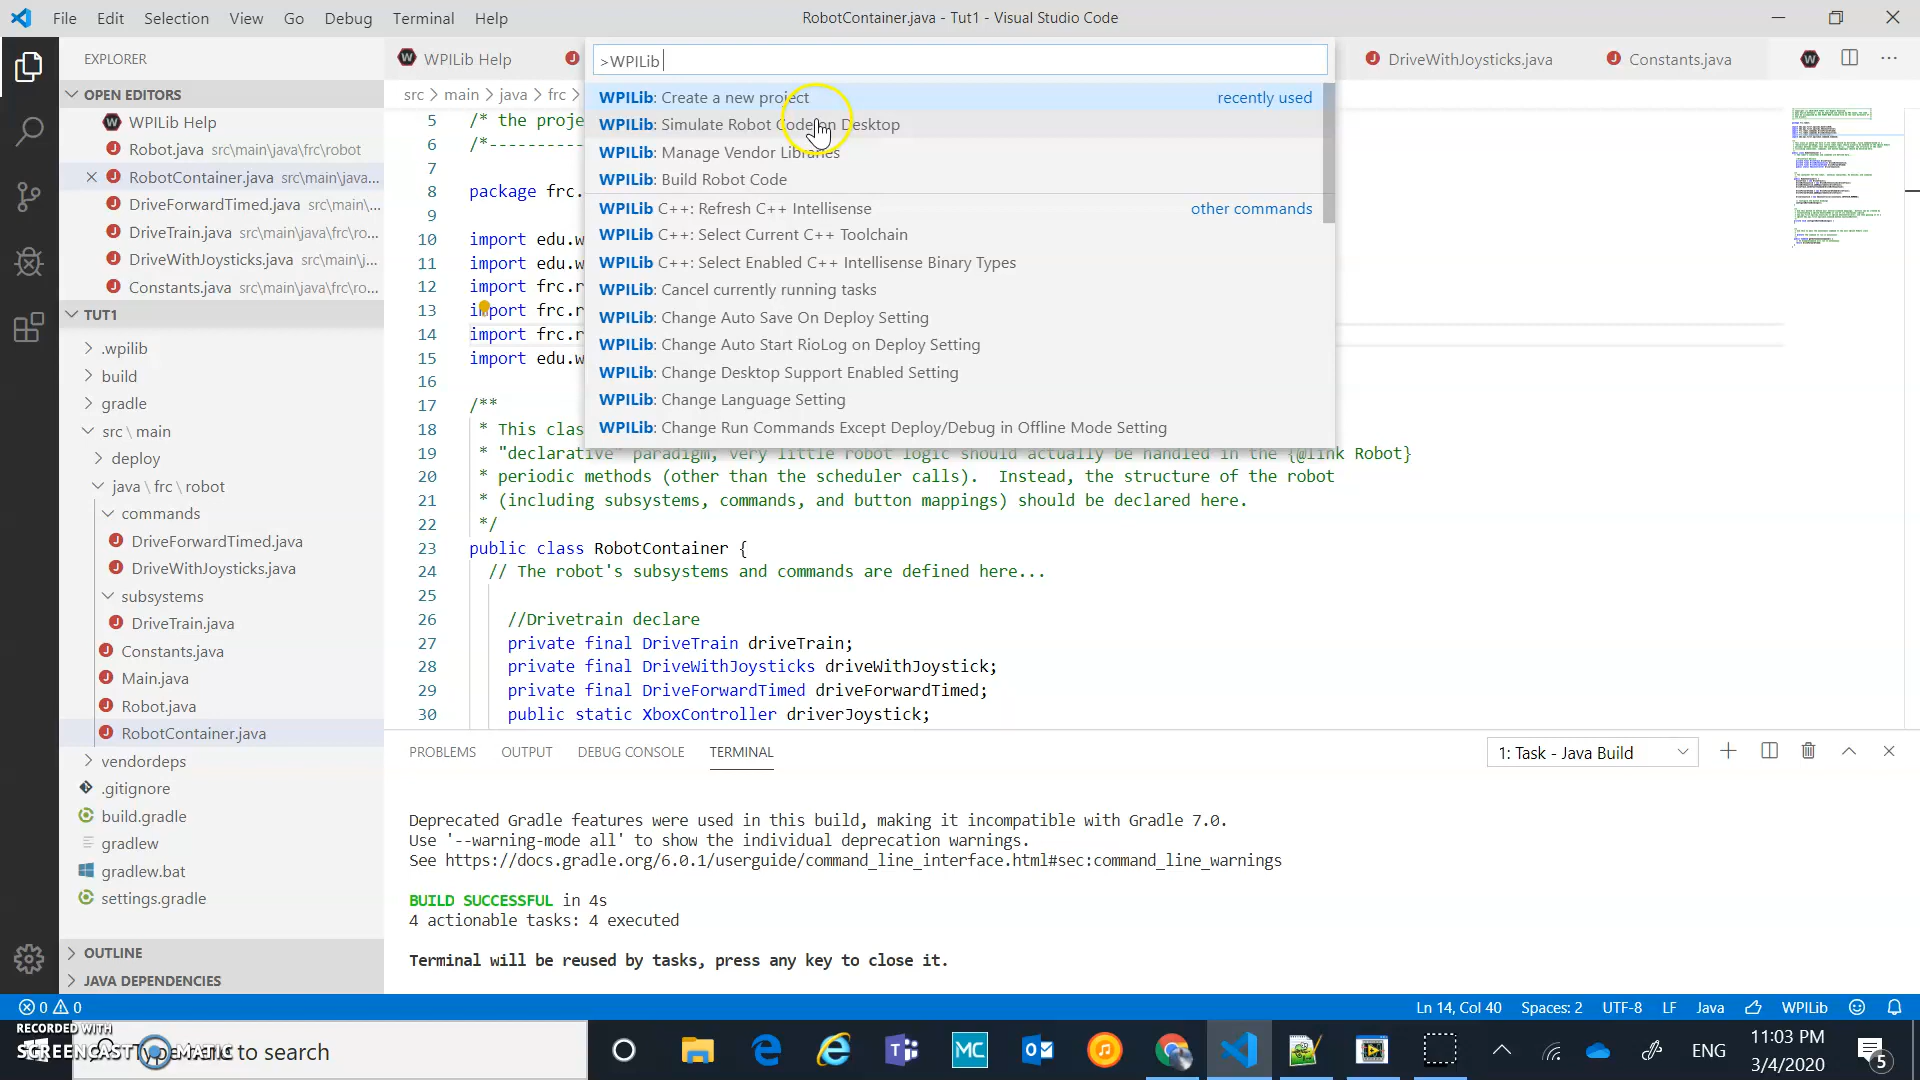 File Edit Selection View Go Debug Terminal Help
RobotContainer.java - Tut1 - Visual Studio Code
EXPLORER
OPEN EDITORS
WPILib Help
Robot.java src\main\java\frc\robot
RobotContainer.java src\main\java...
DriveForwardTimed.java src\main\...
DriveTrain.java src\main\java\frc\ro...
DriveWithJoysticks.java src\main\j...
Constants.java src\main\java\frc\ro...
TUT1
.wpilib
build
gradle
src \ main
deploy
java \ frc \ robot
commands
DriveForwardTimed.java
DriveWithJoysticks.java
subsystems
DriveTrain.java
Constants.java
Main.java
Robot.java
RobotContainer.java
vendordeps
.gitignore
build.gradle
gradlew
gradlew.bat
settings.gradle
OUTLINE
JAVA DEPENDENCIES
WPILib Help
DriveWithJoysticks.java
Constants.java
src > main > java > frc >
>WPILib
WPILib: Create a new project recently used
WPILib: Simulate Robot Code on Desktop
WPILib: Manage Vendor Libraries
WPILib: Build Robot Code
WPILib C++: Refresh C++ Intellisense other commands
WPILib C++: Select Current C++ Toolchain
WPILib C++: Select Enabled C++ Intellisense Binary Types
WPILib: Cancel currently running tasks
WPILib: Change Auto Save On Deploy Setting
WPILib: Change Auto Start RioLog on Deploy Setting
WPILib: Change Desktop Support Enabled Setting
WPILib: Change Language Setting
WPILib: Change Run Commands Except Deploy/Debug in Offline Mode Setting
5 /* the proje
6 /*----------
7
8 package frc.
9
10 import edu.w
11 import edu.w
12 import frc.r
13 import frc.r
14 import frc.r
15 import edu.w
16
17 /**
18 * This clas
19 * "declarative" paradigm, very little robot logic should actually be handled in the {@link Robot}
20 * periodic methods (other than the scheduler calls).  Instead, the structure of the robot
21 * (including subsystems, commands, and button mappings) should be declared here.
22 */
23 public class RobotContainer {
24 // The robot's subsystems and commands are defined here...
25
26 //Drivetrain declare
27 private final DriveTrain driveTrain;
28 private final DriveWithJoysticks driveWithJoystick;
29 private final DriveForwardTimed driveForwardTimed;
30 public static XboxController driverJoystick;
PROBLEMS OUTPUT DEBUG CONSOLE TERMINAL
1: Task - Java Build
Deprecated Gradle features were used in this build, making it incompatible with Gradle 7.0.
Use '--warning-mode all' to show the individual deprecation warnings.
See https://docs.gradle.org/6.0.1/userguide/command_line_interface.html#sec:command_line_warnings
BUILD SUCCESSFUL in 4s
4 actionable tasks: 4 executed
Terminal will be reused by tasks, press any key to close it.
0 0
Ln 14, Col 40 Spaces: 2 UTF-8 LF Java WPILib
RECORDED WITH
SCREENCAST MATIC
Type here to search
MC
ENG
11:03 PM
3/4/2020
5